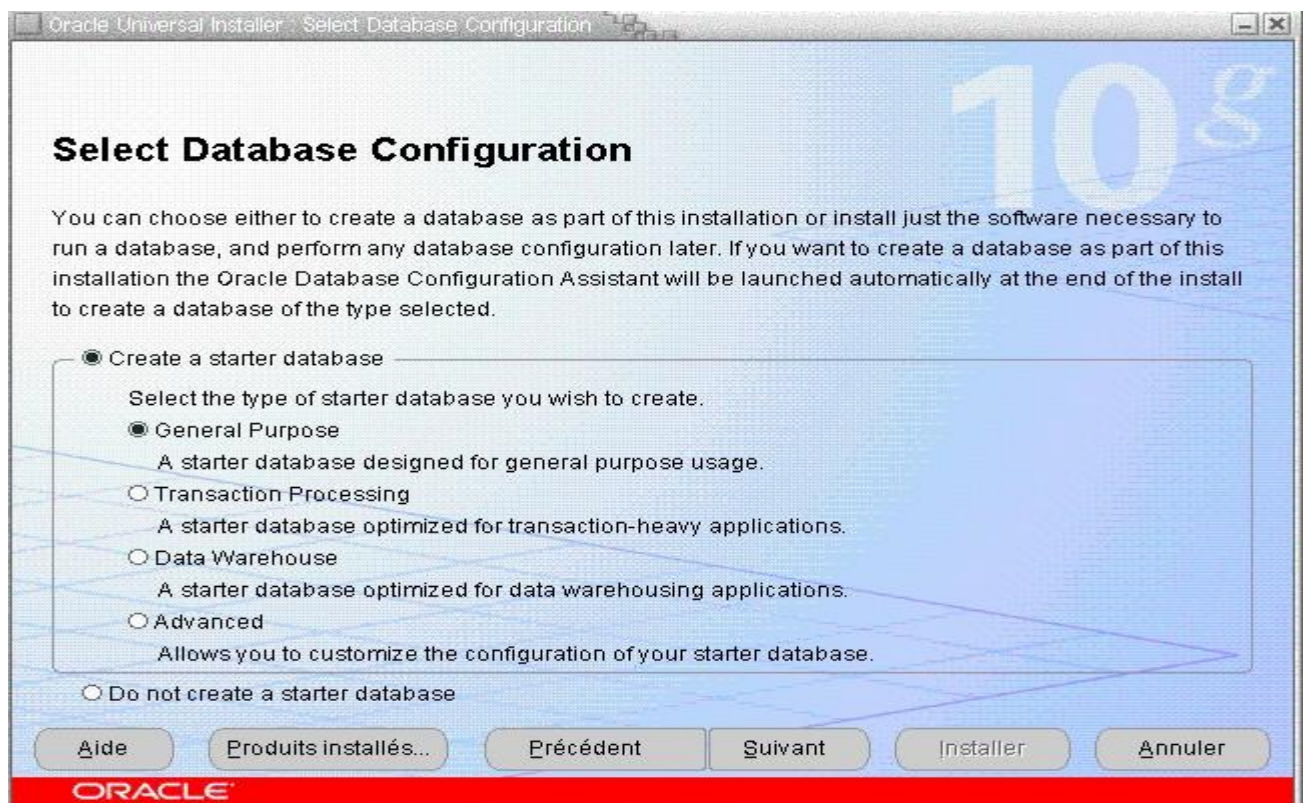 Oracle Universal Installer : Select Database Configuration
10g
Select Database Configuration
You can choose either to create a database as part of this installation or install just the software necessary to
run a database, and perform any database configuration later. If you want to create a database as part of this
installation the Oracle Database Configuration Assistant will be launched automatically at the end of the install
to create a database of the type selected.
Create a starter database
Select the type of starter database you wish to create.
General Purpose
A starter database designed for general purpose usage.
Transaction Processing
A starter database optimized for transaction-heavy applications.
Data Warehouse
A starter database optimized for data warehousing applications.
Advanced
Allows you to customize the configuration of your starter database.
Do not create a starter database
Aide Produits installés... Précédent Suivant Installer Annuler
ORACLE